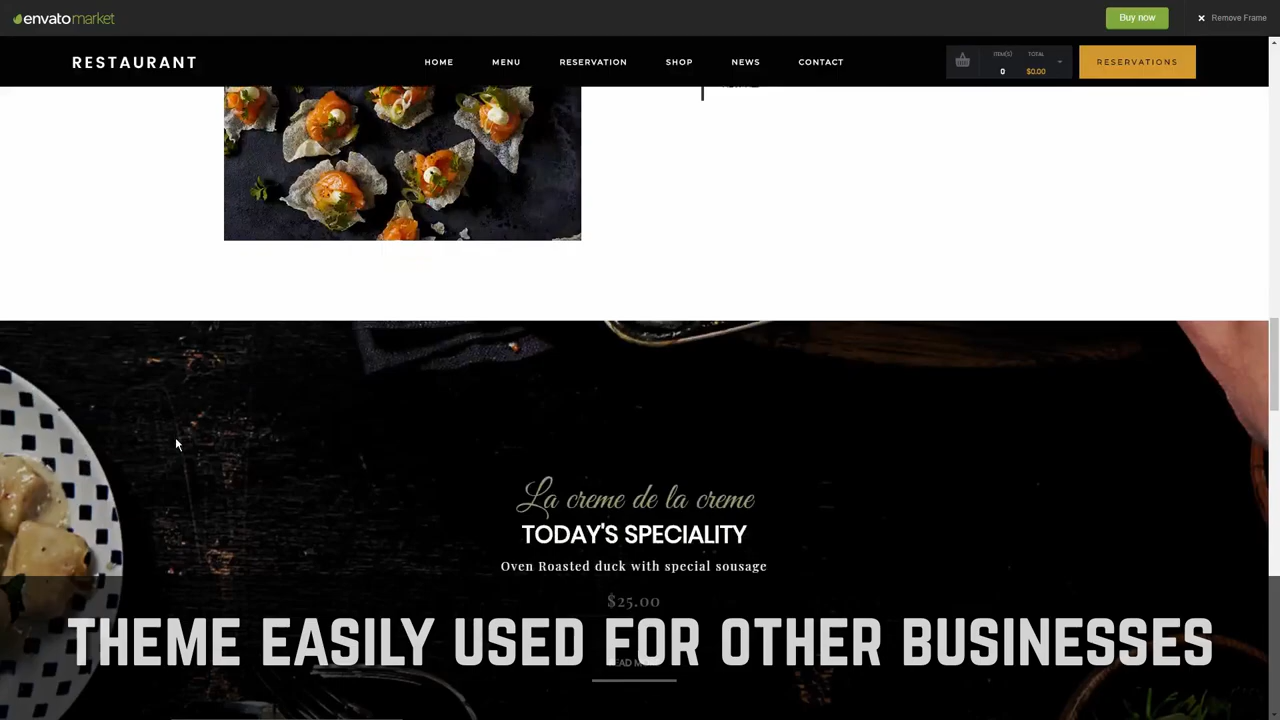 envatomarket
Buy now
Remove Frame
RESTAURANT
HOME
MENU
RESERVATION
SHOP
NEWS
CONTACT
ITEM(S)
TOTAL
0
$0.00
RESERVATIONS
La creme de la creme
TODAY'S SPECIALITY
Oven Roasted duck with special sousage
$25.00
THEME EASILY USED FOR OTHER BUSINESSES